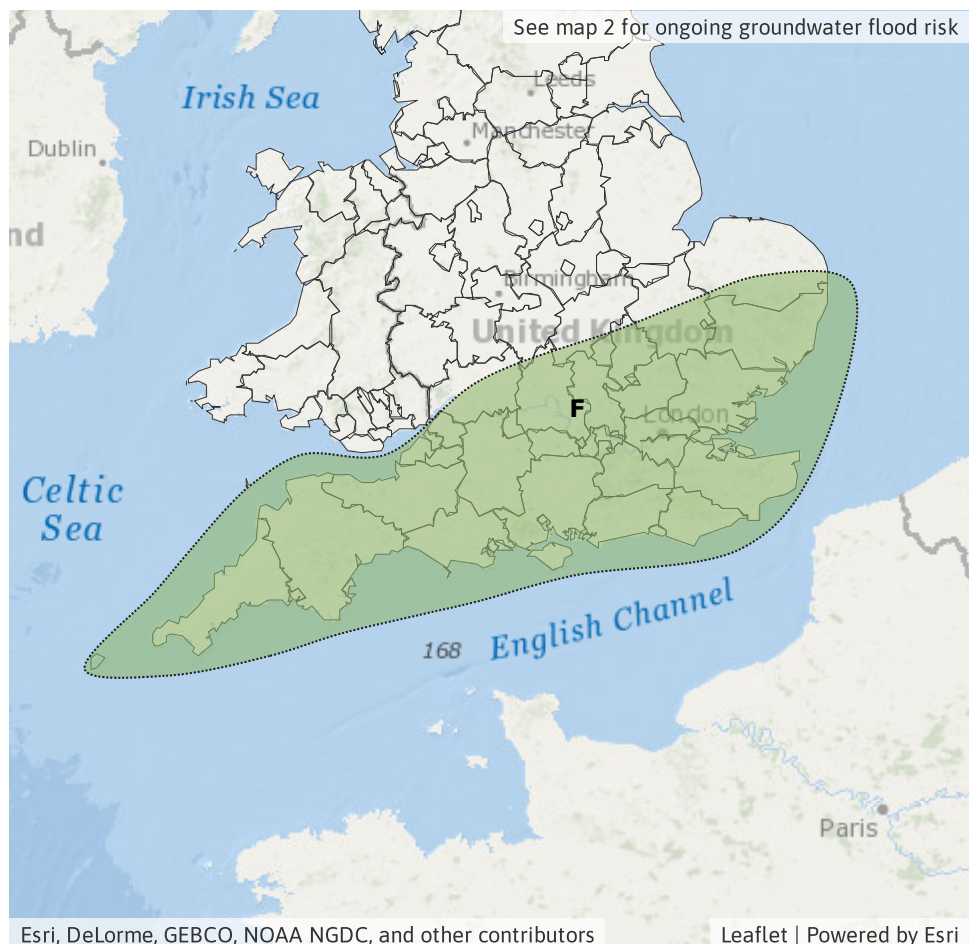 See map 2 for ongoing groundwater flood risk
Leeds
Irish Sea
Manchester
Dublin
nd
Birmingham
United Kingdom
F
London
Celtic
Sea
English Channel
168
Paris
Esri, DeLorme, GEBCO, NOAA NGDC, and other contributors
Leaflet | Powered by Esri